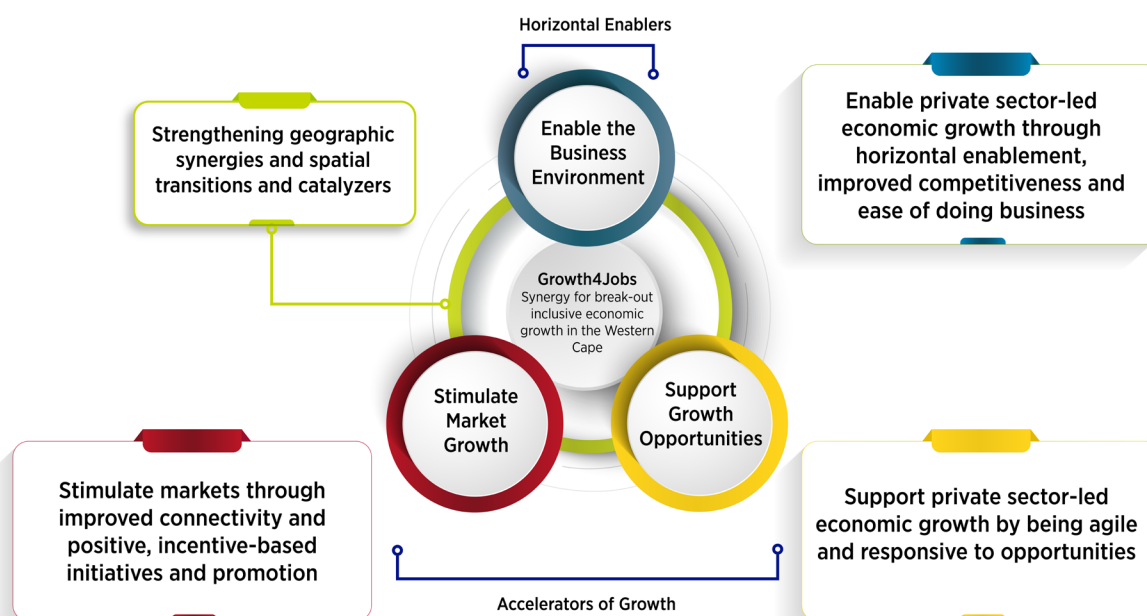 Horizontal Enablers
Enable the
Business
Environment
Strengthening geographic
synergies and spatial
transitions and catalyzers
Enable private sector-led
economic growth through
horizontal enablement,
improved competitiveness and
ease of doing business
Growth4Jobs
Synergy for break-out
inclusive economic
growth in the Western
Cape
Stimulate
Market
Growth
Support
Growth
Opportunities
Stimulate markets through
improved connectivity and
positive, incentive-based
initiatives and promotion
Support private sector-led
economic growth by being agile
and responsive to opportunities
Accelerators of Growth